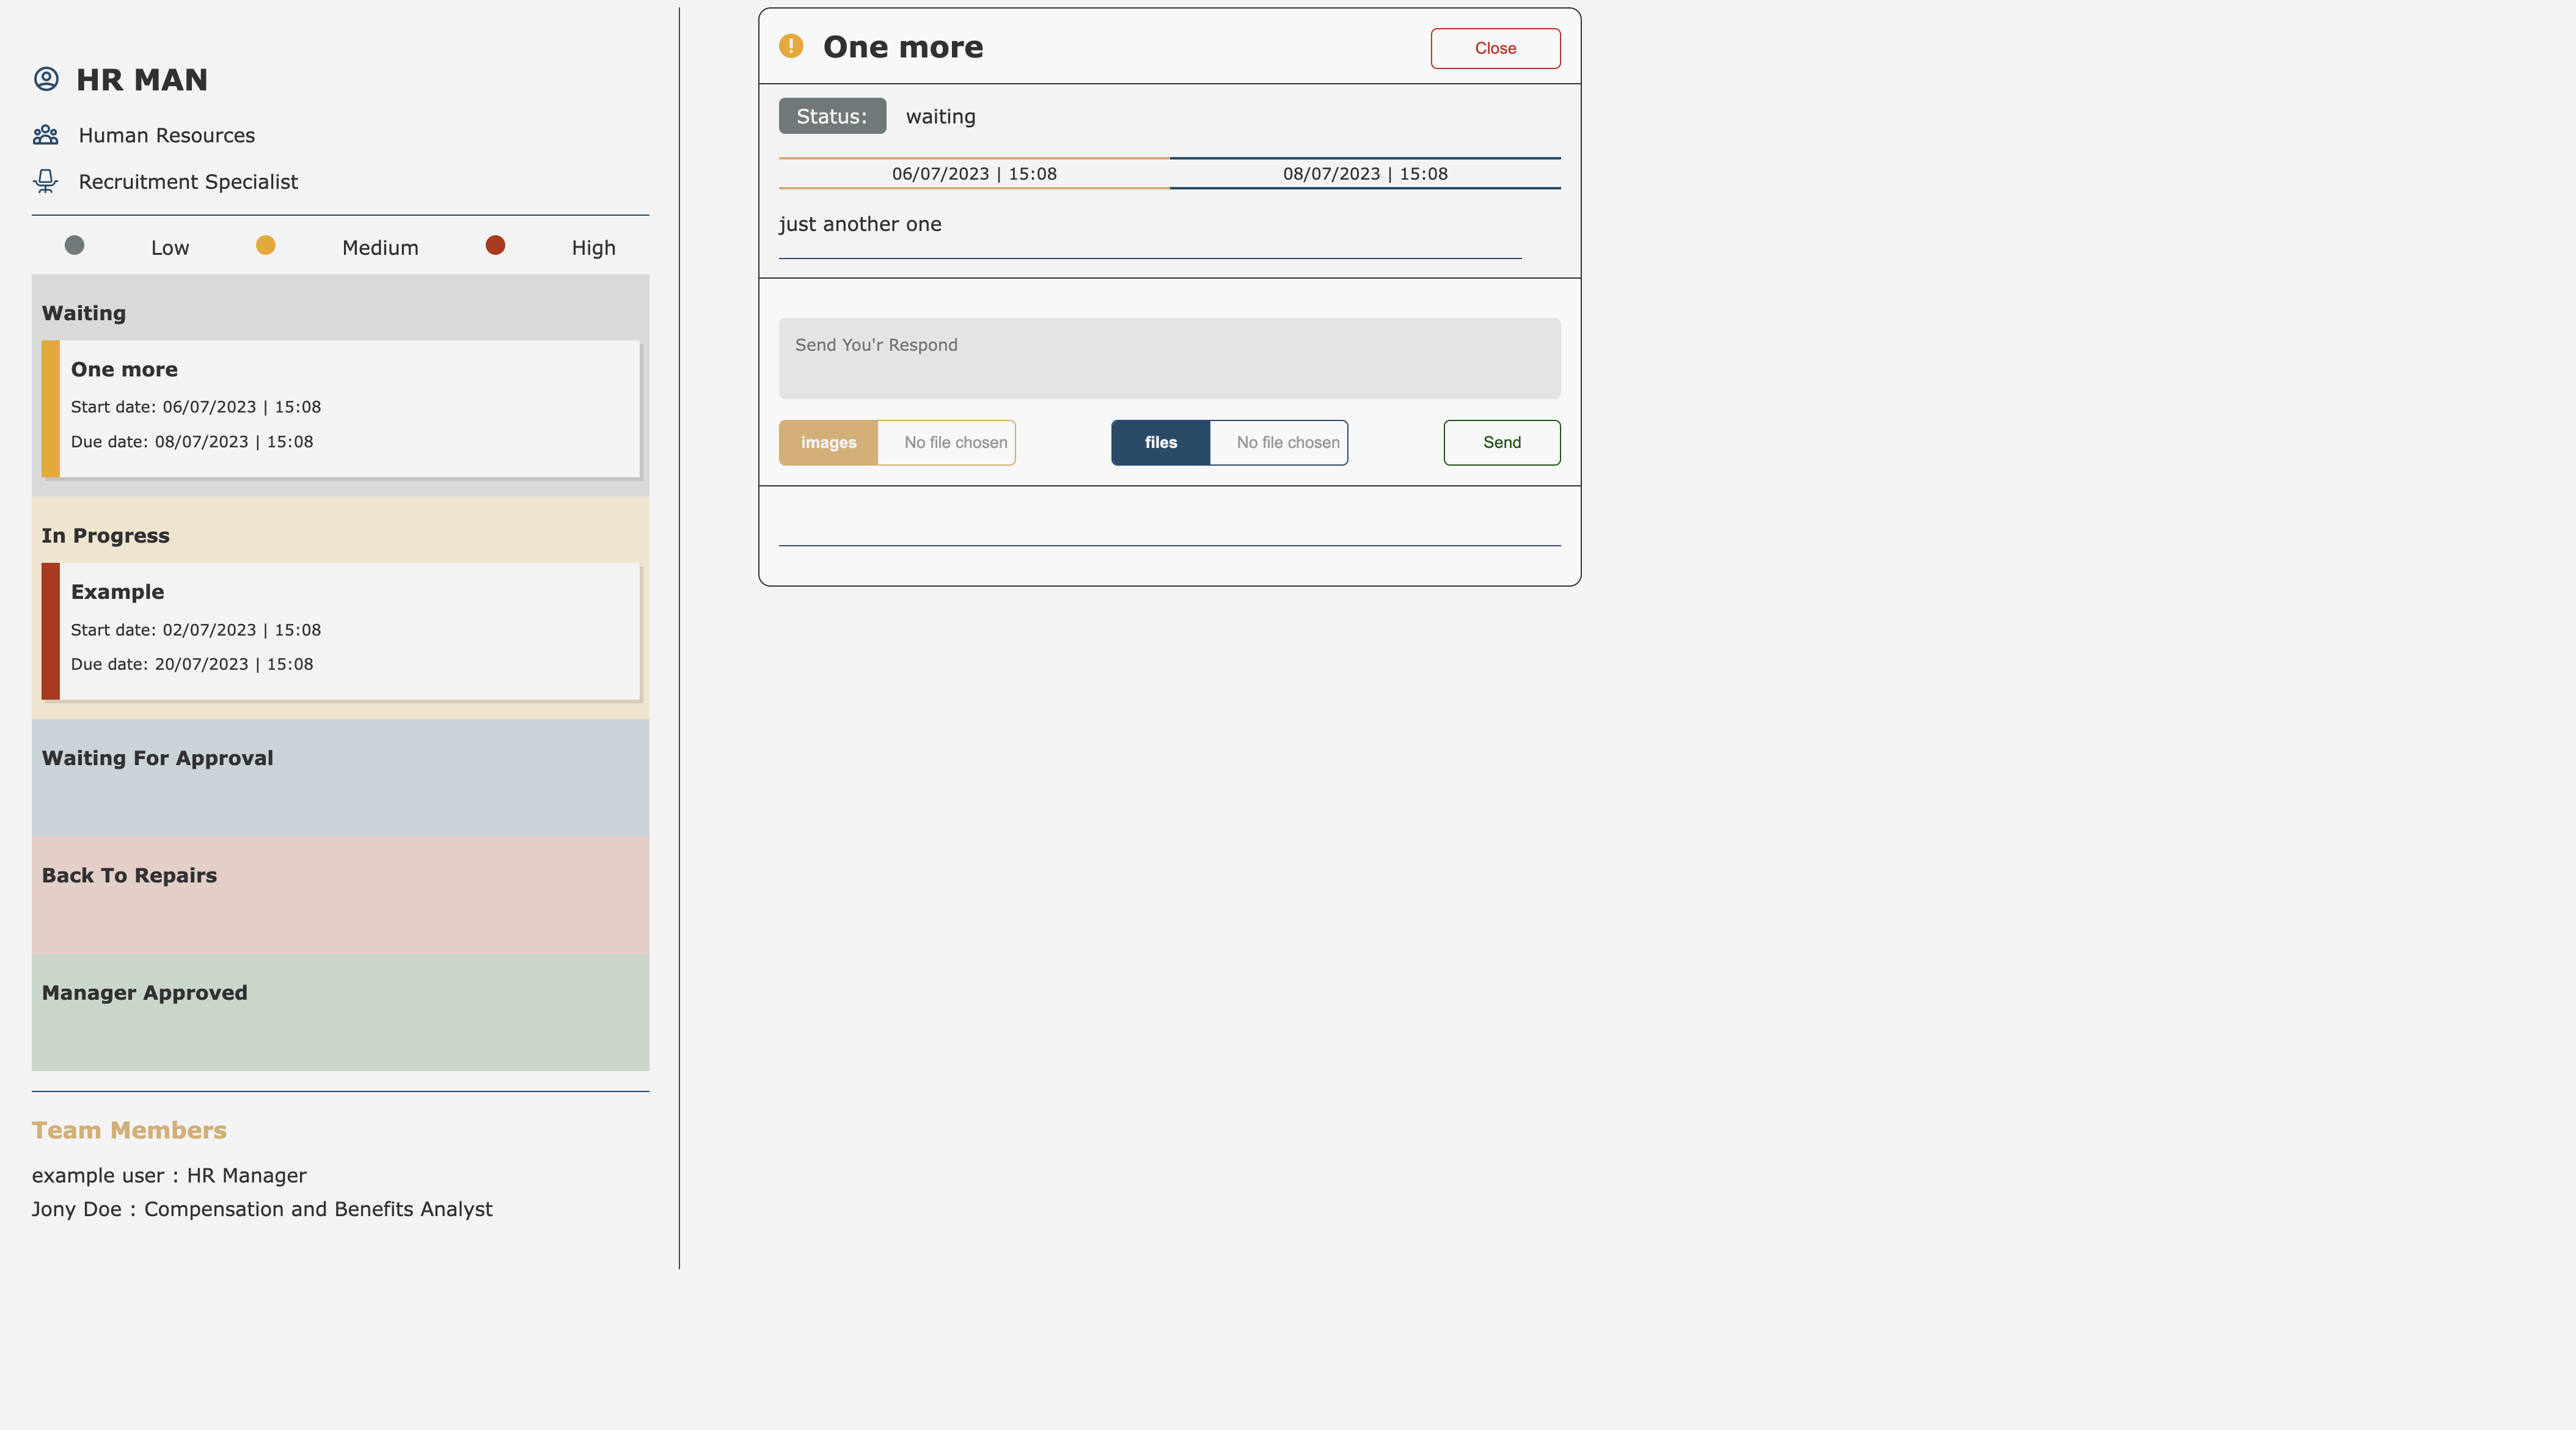 HR MAN
Human Resources
Recruitment Specialist
Low Medium High
Waiting
One more
Start date: 06/07/2023 | 15:08
Due date: 08/07/2023 | 15:08
In Progress
Example
Start date: 02/07/2023 | 15:08
Due date: 20/07/2023 | 15:08
Waiting For Approval
Back To Repairs
Manager Approved
Team Members
example user : HR Manager
Jony Doe : Compensation and Benefits Analyst
One more Close
Status: waiting
06/07/2023 | 15:08 08/07/2023 | 15:08
just another one
Send You'r Respond
images No file chosen files No file chosen Send